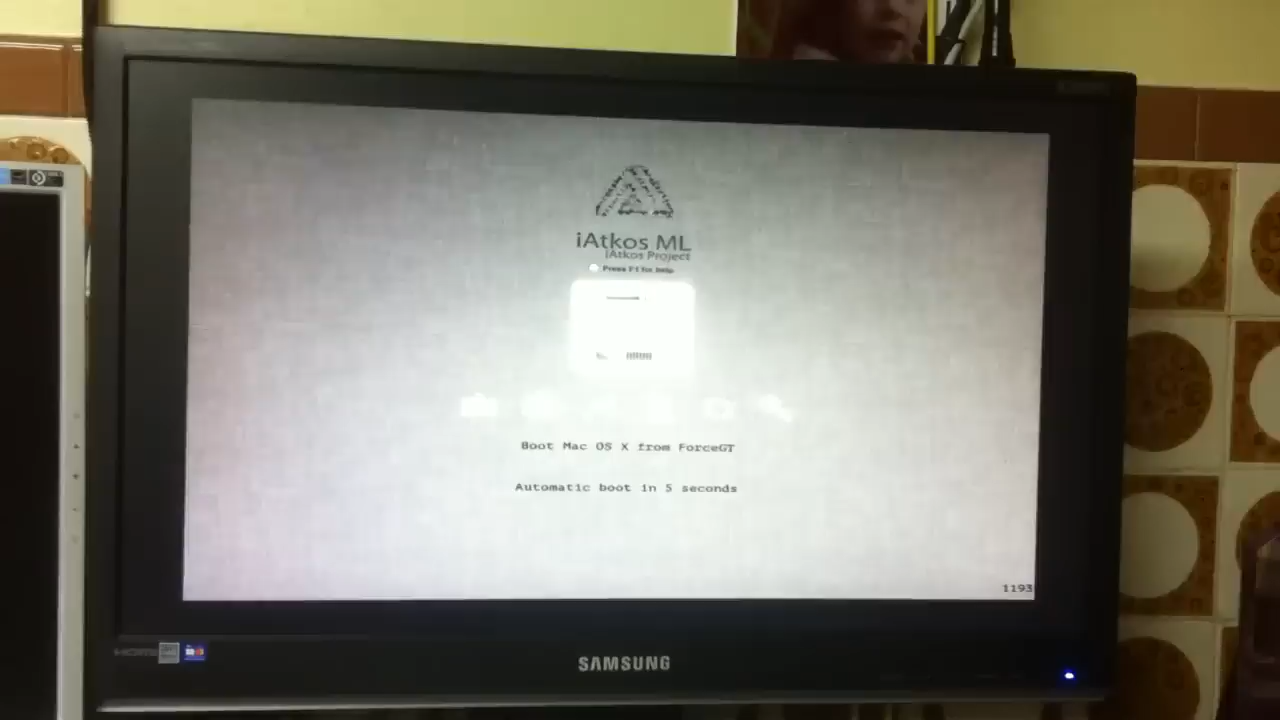 iAtkos ML
iAtkos Project
Press F1 for help
Boot Mac OS X from ForceGT
Automatic boot in 5 seconds
1193
HDMI
SAMSUNG